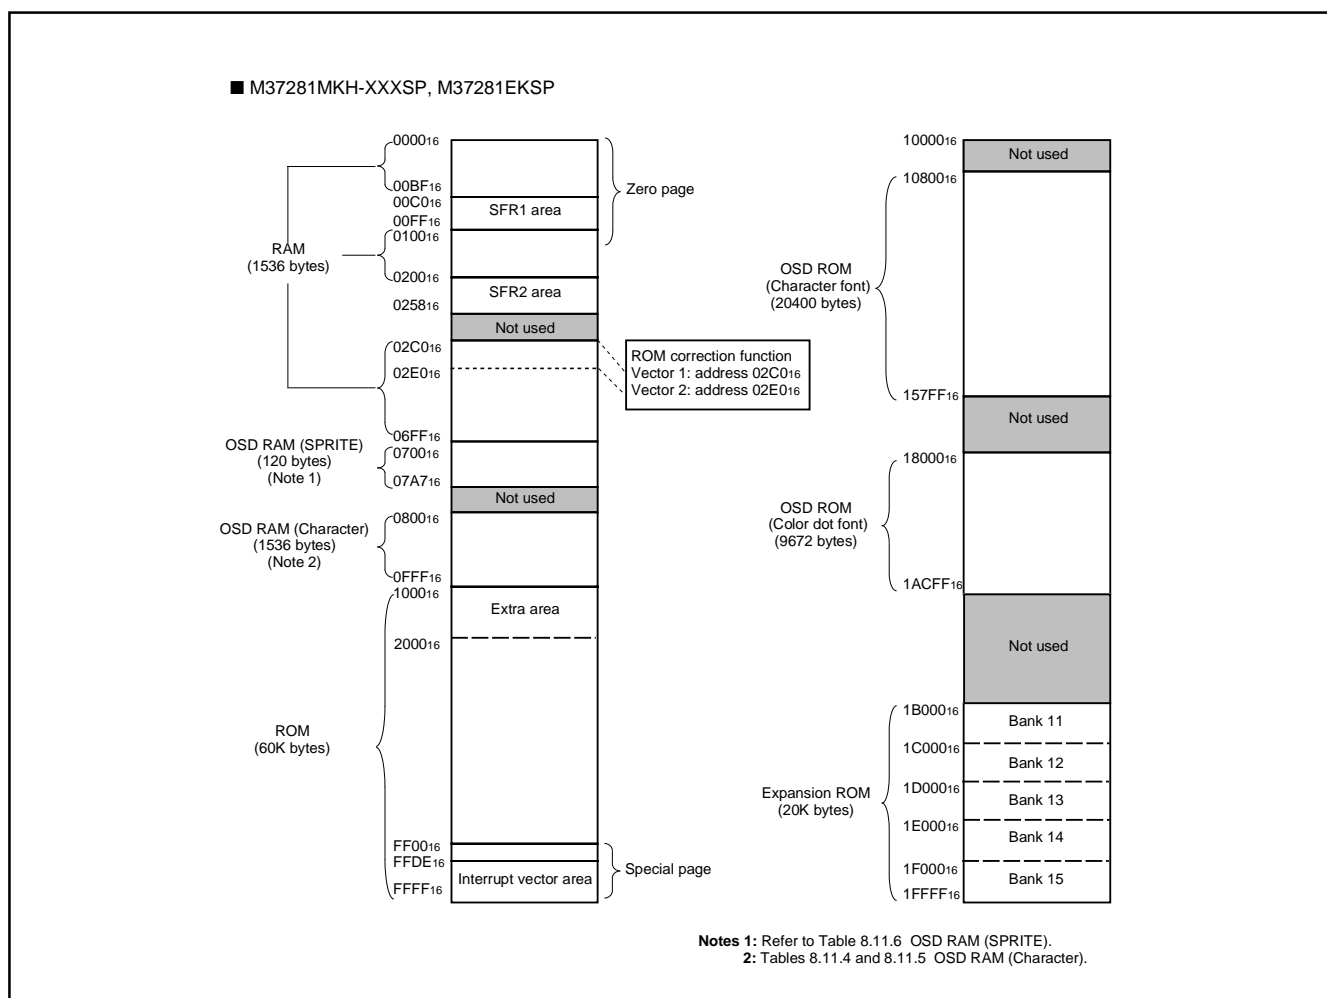 ■ M37281MKH-XXXSP, M37281EKSP
000016
00BF16
00C016
00FF16
010016
020016
025816
02C016
02E016
06FF16
070016
07A716
080016
0FFF16
100016
200016
FF0016
FFDE16
FFFF16
RAM
(1536 bytes)
OSD RAM (SPRITE)
(120 bytes)
(Note 1)
OSD RAM (Character)
(1536 bytes)
(Note 2)
ROM
(60K bytes)
SFR1 area
SFR2 area
Not used
Not used
Extra area
Interrupt vector area
Zero page
ROM correction function
Vector 1: address 02C016
Vector 2: address 02E016
Special page
1000016
1080016
157FF16
1800016
1ACFF16
1B00016
1C00016
1D00016
1E00016
1F00016
1FFFF16
OSD ROM
(Character font)
(20400 bytes)
OSD ROM
(Color dot font)
(9672 bytes)
Expansion ROM
(20K bytes)
Not used
Not used
Not used
Bank 11
Bank 12
Bank 13
Bank 14
Bank 15
Notes 1: Refer to Table 8.11.6 OSD RAM (SPRITE).
2: Tables 8.11.4 and 8.11.5 OSD RAM (Character).